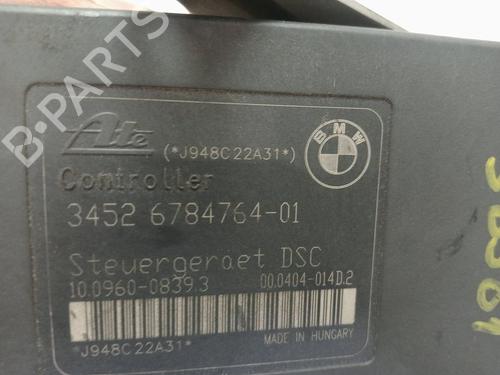 Ate
(*J948C22A31*)
BMW
Controller
3452 6784764-01
Steuergeraet DSC
10.0960-0839.3
00.0404-014D.2
MADE IN HUNGARY
*J948C22A31*